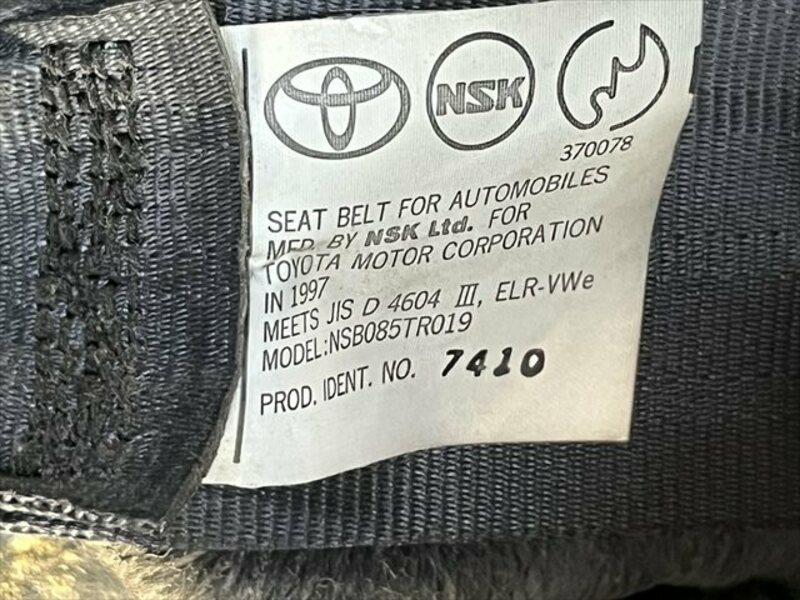 NSK
370078
SEAT BELT FOR AUTOMOBILES
MFD. BY NSK Ltd. FOR
TOYOTA MOTOR CORPORATION
IN 1997
MEETS JIS D 4604 III, ELR-VWe
MODEL:NSB085TR019
PROD. IDENT. NO. 7410